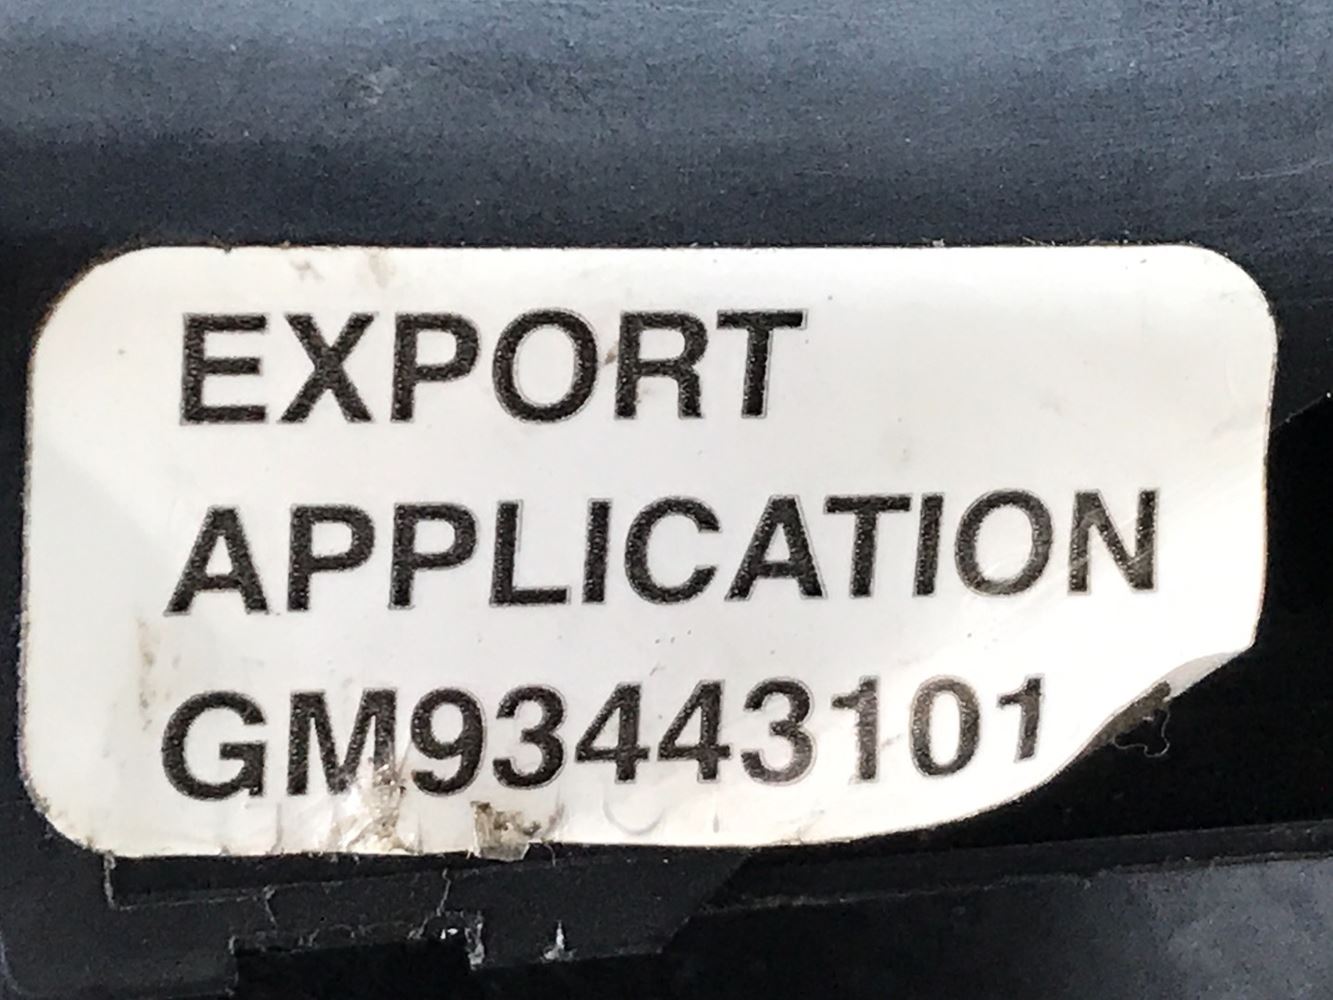 EXPORT
APPLICATION
GM93443101